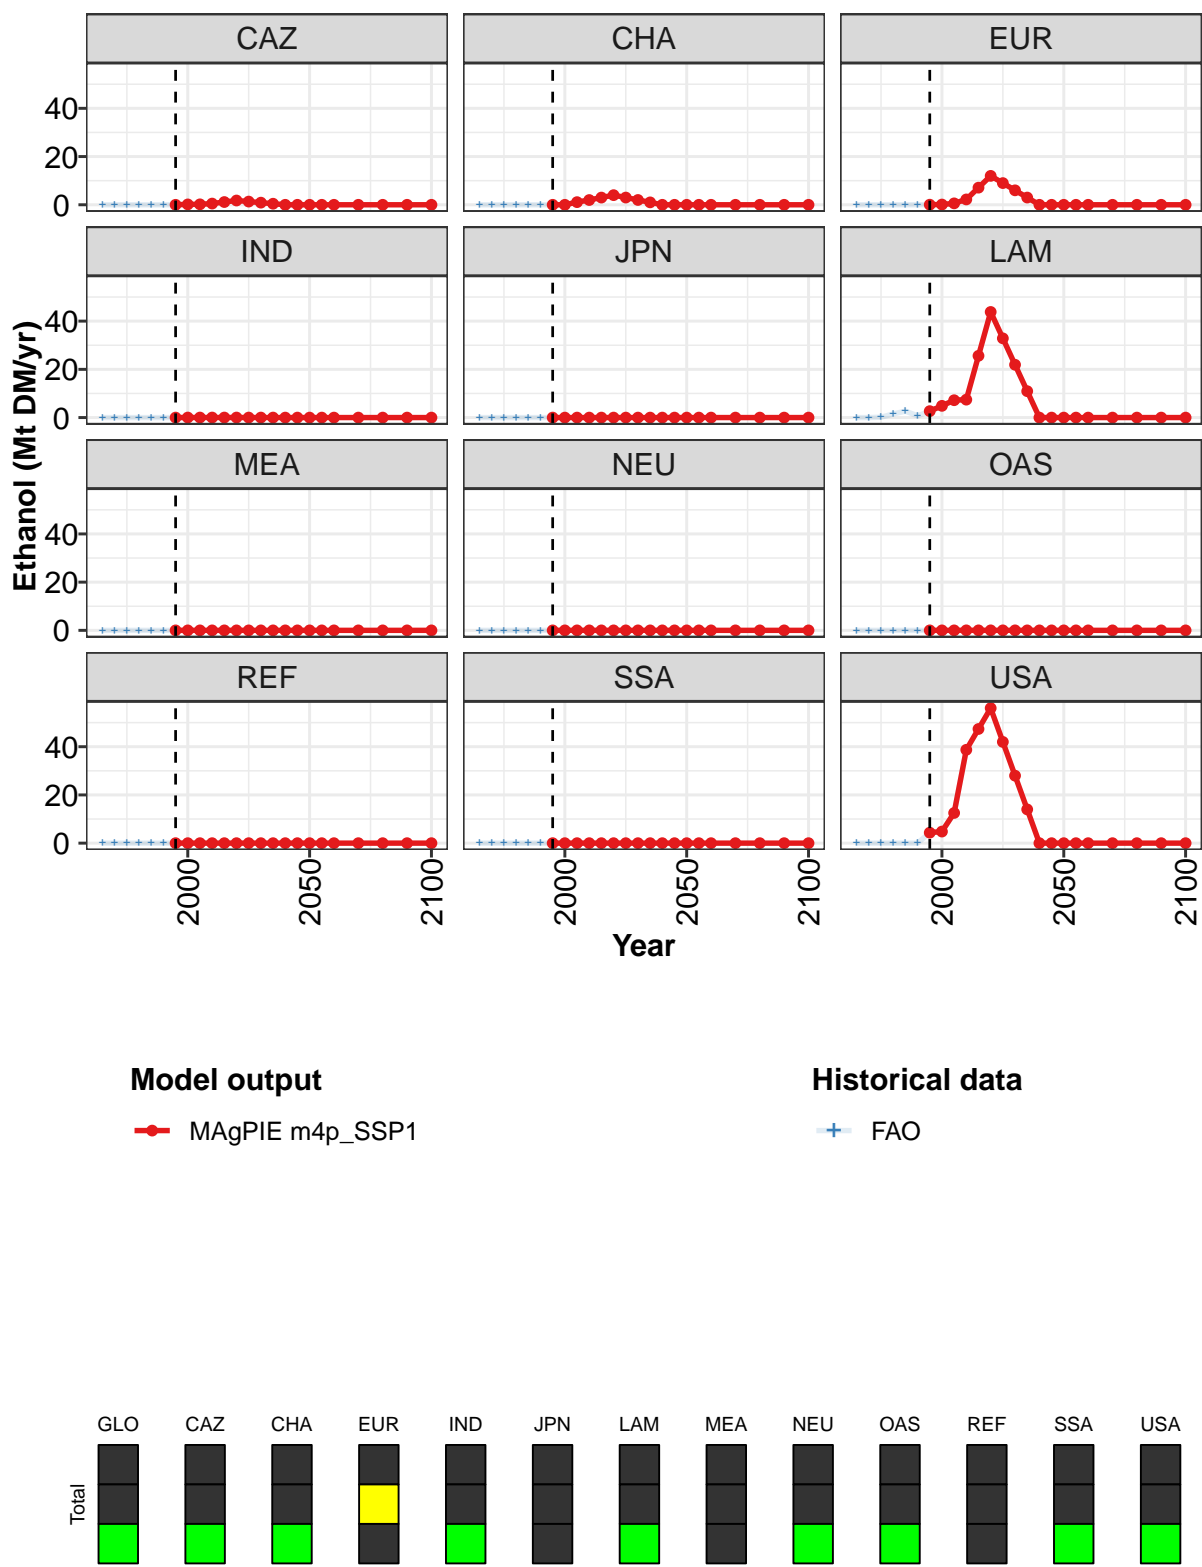 CAZ CHA EUR
40
20
0
IND JPN LAM
40
20
0
MEA NEU OAS
40
20
0
REF SSA USA
40
20
0
Ethanol (Mt DM/yr)
2000 2050 2100 2000 2050 2100 2000 2050 2100
Year
Model output Historical data
MAgPIE m4p_SSP1 FAO
GLO CAZ CHA EUR IND JPN LAM MEA NEU OAS REF SSA USA
Total